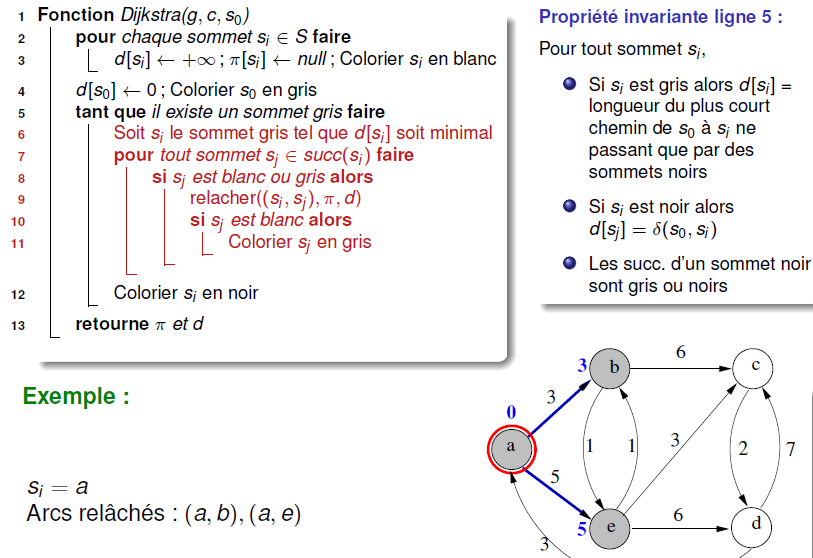 1 Fonction Dijkstra(g, c, s₀)
2 pour chaque sommet sᵢ ∈ S faire
3 d[sᵢ] ← +∞ ; π[sᵢ] ← null ; Colorier sᵢ en blanc
4 d[s₀] ← 0 ; Colorier s₀ en gris
5 tant que il existe un sommet gris faire
6 Soit sᵢ le sommet gris tel que d[sᵢ] soit minimal
7 pour tout sommet sⱼ ∈ succ(sᵢ) faire
8 si sⱼ est blanc ou gris alors
9 relacher((sᵢ, sⱼ), π, d)
10 si sⱼ est blanc alors
11 Colorier sⱼ en gris
12 Colorier sᵢ en noir
13 retourne π et d
Propriété invariante ligne 5 :
Pour tout sommet sᵢ,
Si sᵢ est gris alors d[sᵢ] =
longueur du plus court
chemin de s₀ à sᵢ ne
passant que par des
sommets noirs
Si sᵢ est noir alors
d[sⱼ] = δ(s₀, sᵢ)
Les succ. d'un sommet noir
sont gris ou noirs
Exemple :
sᵢ = a
Arcs relâchés : (a, b), (a, e)
3 b 6 c
0 3
a 1 1 3 2 7
5
5 e 6 d
3